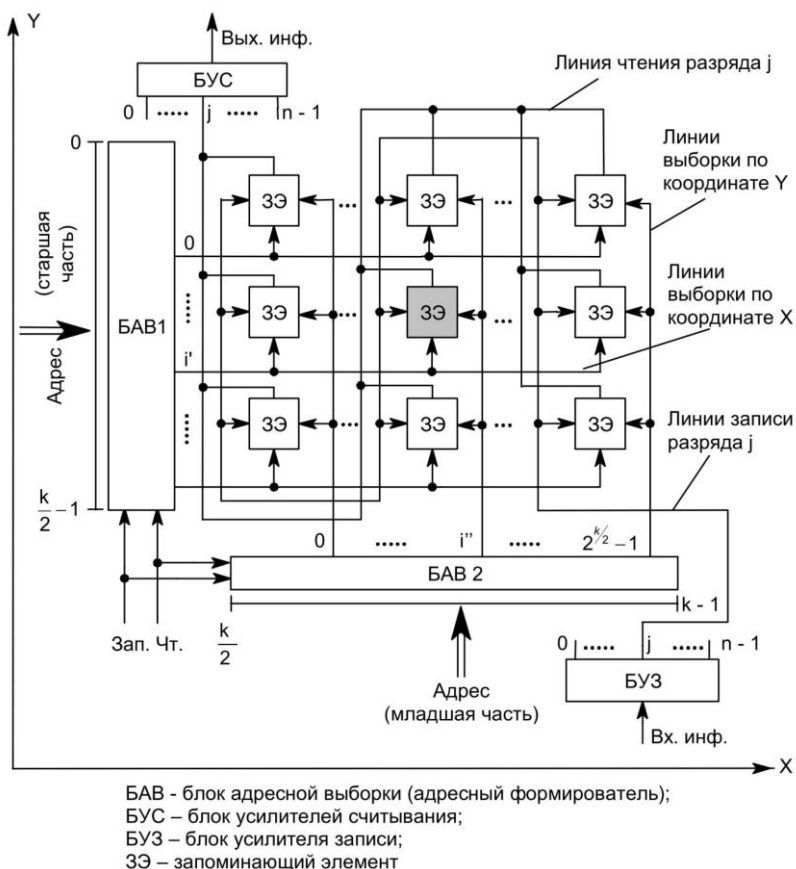 Y
Вых. инф.
БУС
0 ..... j ..... n - 1
Линия чтения разряда j
Линии
выборки по
координате Y
Линии
выборки по
координате X
Линии записи
разряда j
0
Адрес
(старшая
часть)
БАВ1
k/2 – 1
0
.....
i'
.....
ЗЭ ... ЗЭ ... ЗЭ
ЗЭ ... ЗЭ ... ЗЭ
ЗЭ ... ЗЭ ... ЗЭ
0 ..... i'' ..... 2^k/2 – 1
БАВ 2
Зап. Чт.
k/2
k - 1
Адрес
(младшая часть)
0 ..... j ..... n - 1
БУЗ
Вх. инф.
X
БАВ - блок адресной выборки (адресный формирователь);
БУС – блок усилителей считывания;
БУЗ – блок усилителя записи;
ЗЭ – запоминающий элемент